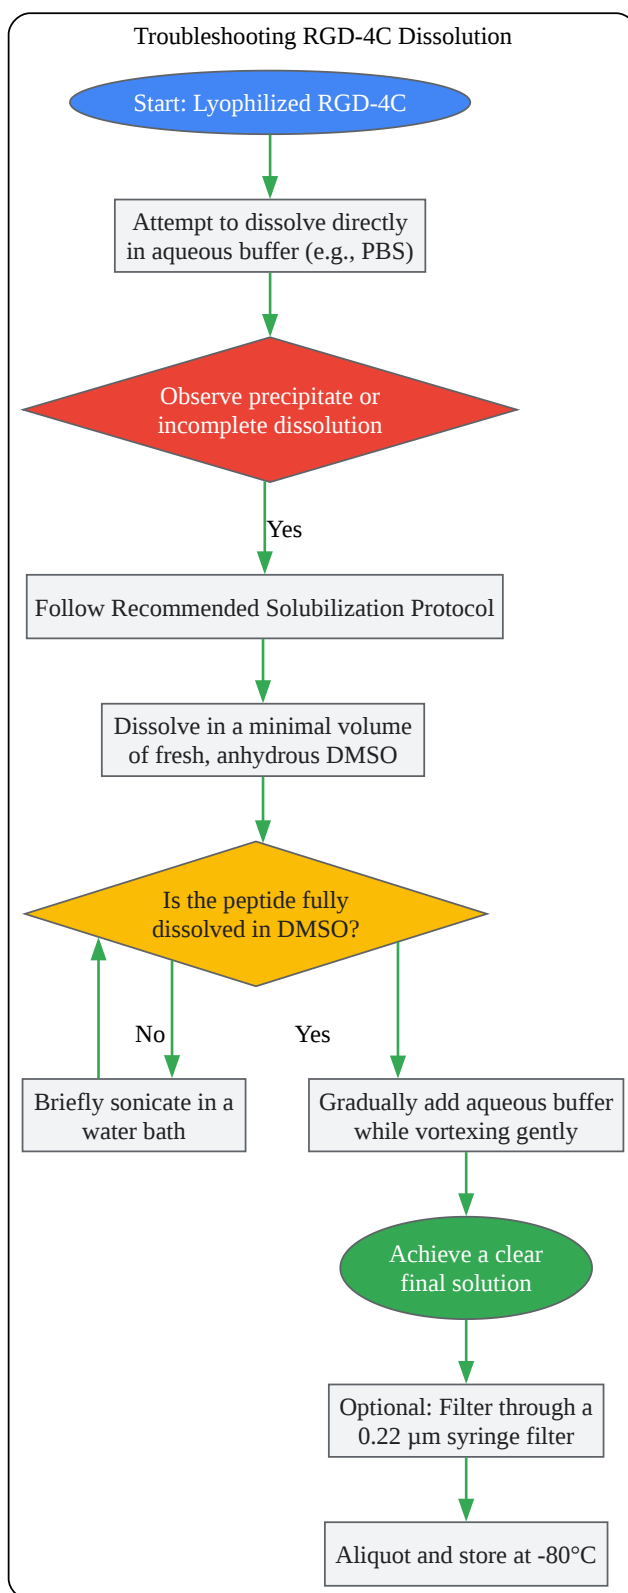 Troubleshooting RGD-4C Dissolution
Start: Lyophilized RGD-4C
Attempt to dissolve directly
in aqueous buffer (e.g., PBS)
Observe precipitate or
incomplete dissolution
Yes
Follow Recommended Solubilization Protocol
Dissolve in a minimal volume
of fresh, anhydrous DMSO
Is the peptide fully
dissolved in DMSO?
No
Yes
Briefly sonicate in a
water bath
Gradually add aqueous buffer
while vortexing gently
Achieve a clear
final solution
Optional: Filter through a
0.22 µm syringe filter
Aliquot and store at -80°C